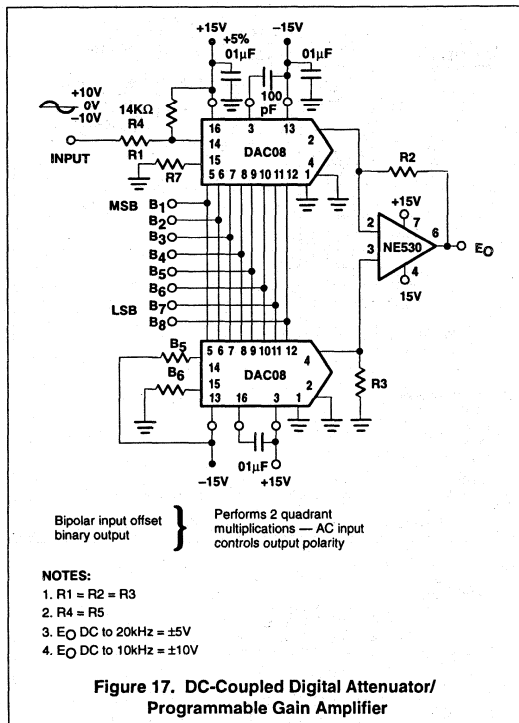 +15V
−15V
+5%
01μF
01μF
+10V
0V
−10V
14KΩ
R4
100
pF
16
3
13
2
INPUT
R1
14
DAC08
15
4
R7
1
5 6 7 8 9 10 11 12
R2
MSB
B1
B2
B3
B4
B5
B6
LSB
B7
B8
+15V
2
7
NE530
6
EO
3
4
15V
B5
5 6 7 8 9 10 11 12
14
4
B6
DAC08
15
2
13
16
3
1
R3
01μF
−15V
+15V
Bipolar input offset
binary output
}
Performs 2 quadrant
multiplications — AC input
controls output polarity
NOTES:
1. R1 = R2 = R3
2. R4 = R5
3. EO DC to 20kHz = ±5V
4. EO DC to 10kHz = ±10V
Figure 17. DC-Coupled Digital Attenuator/
Programmable Gain Amplifier